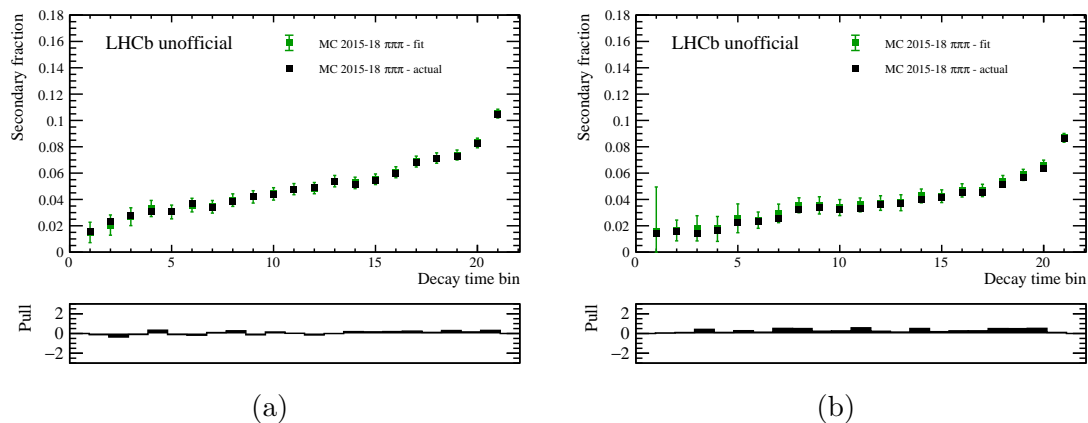 Secondary fraction
0.18
0.16
0.14
0.12
0.1
0.08
0.06
0.04
0.02
0
LHCb unofficial
MC 2015-18 πππ - fit
MC 2015-18 πππ - actual
0 5 10 15 20
Decay time bin
Pull
2
0
−2
(a)
Secondary fraction
0.18
0.16
0.14
0.12
0.1
0.08
0.06
0.04
0.02
0
LHCb unofficial
MC 2015-18 πππ - fit
MC 2015-18 πππ - actual
0 5 10 15 20
Decay time bin
Pull
2
0
−2
(b)